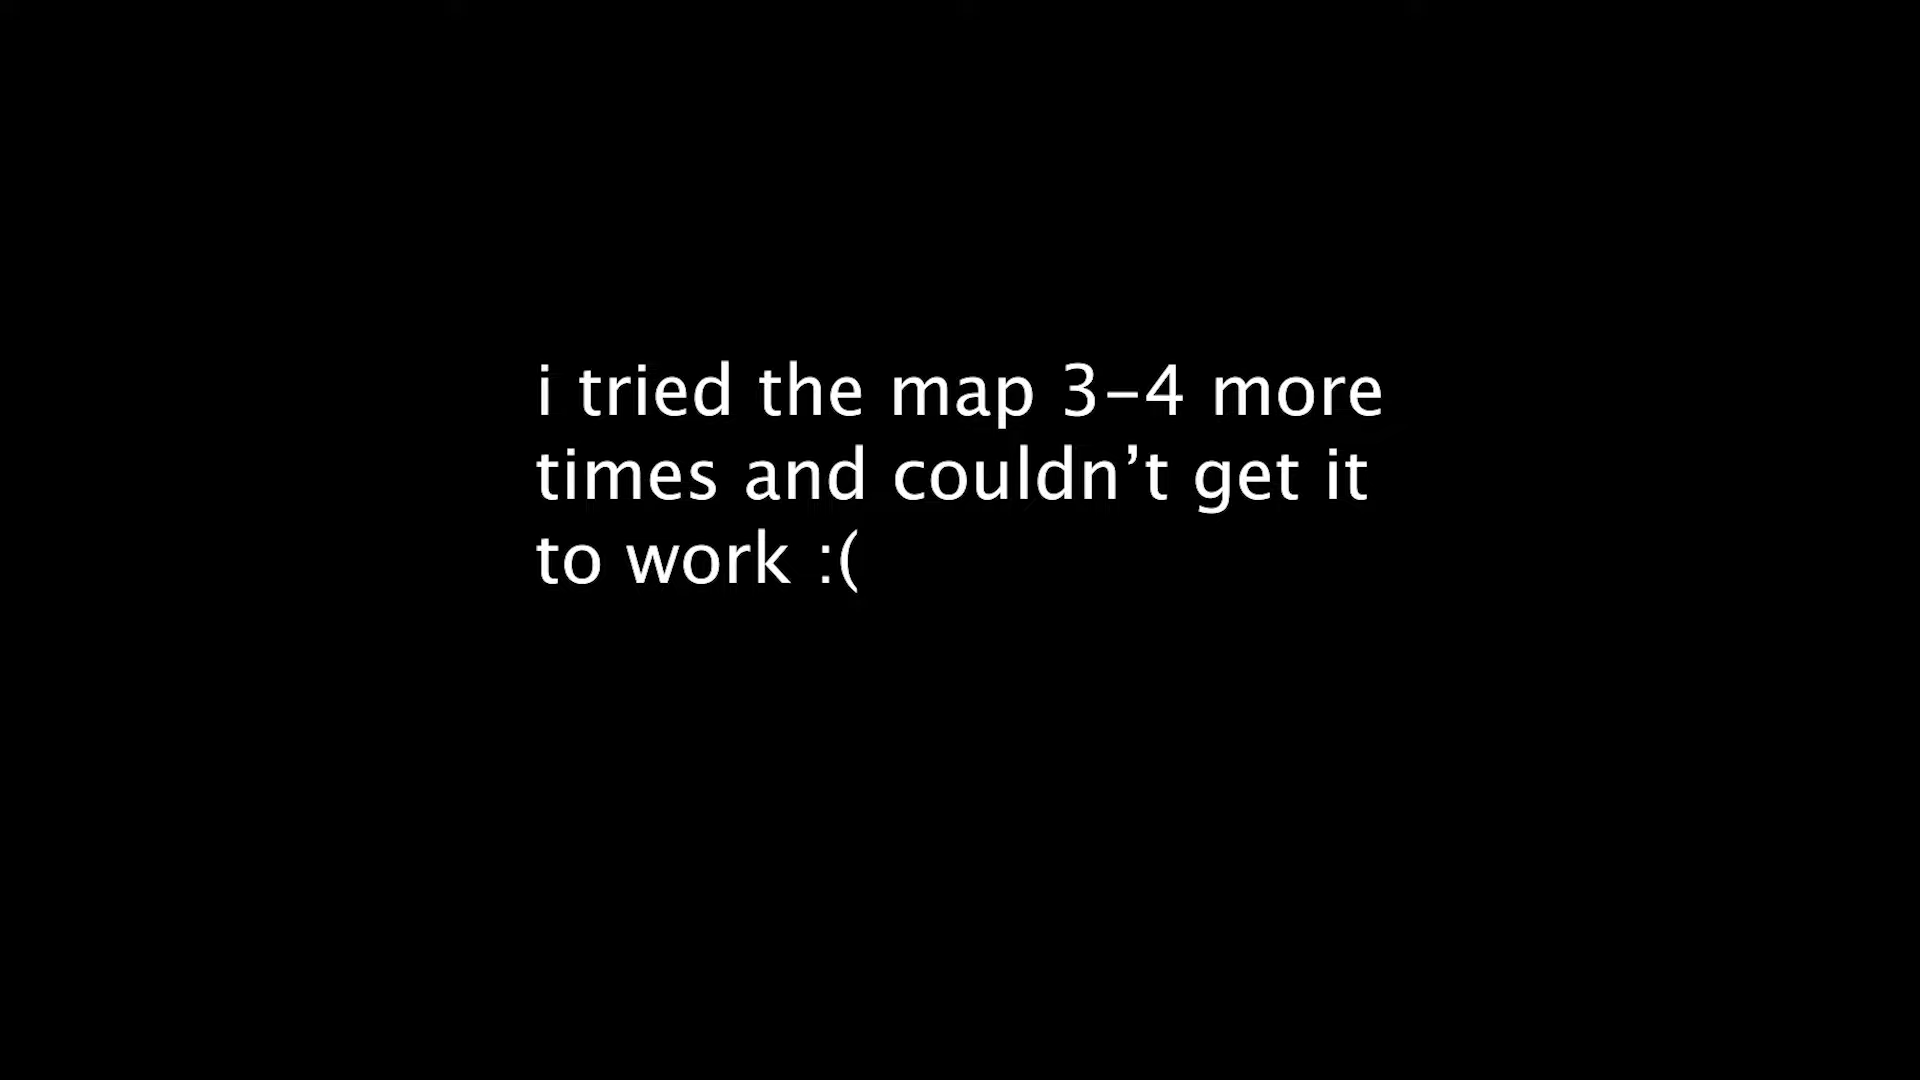 i tried the map 3-4 more
times and couldn’t get it
to work :(